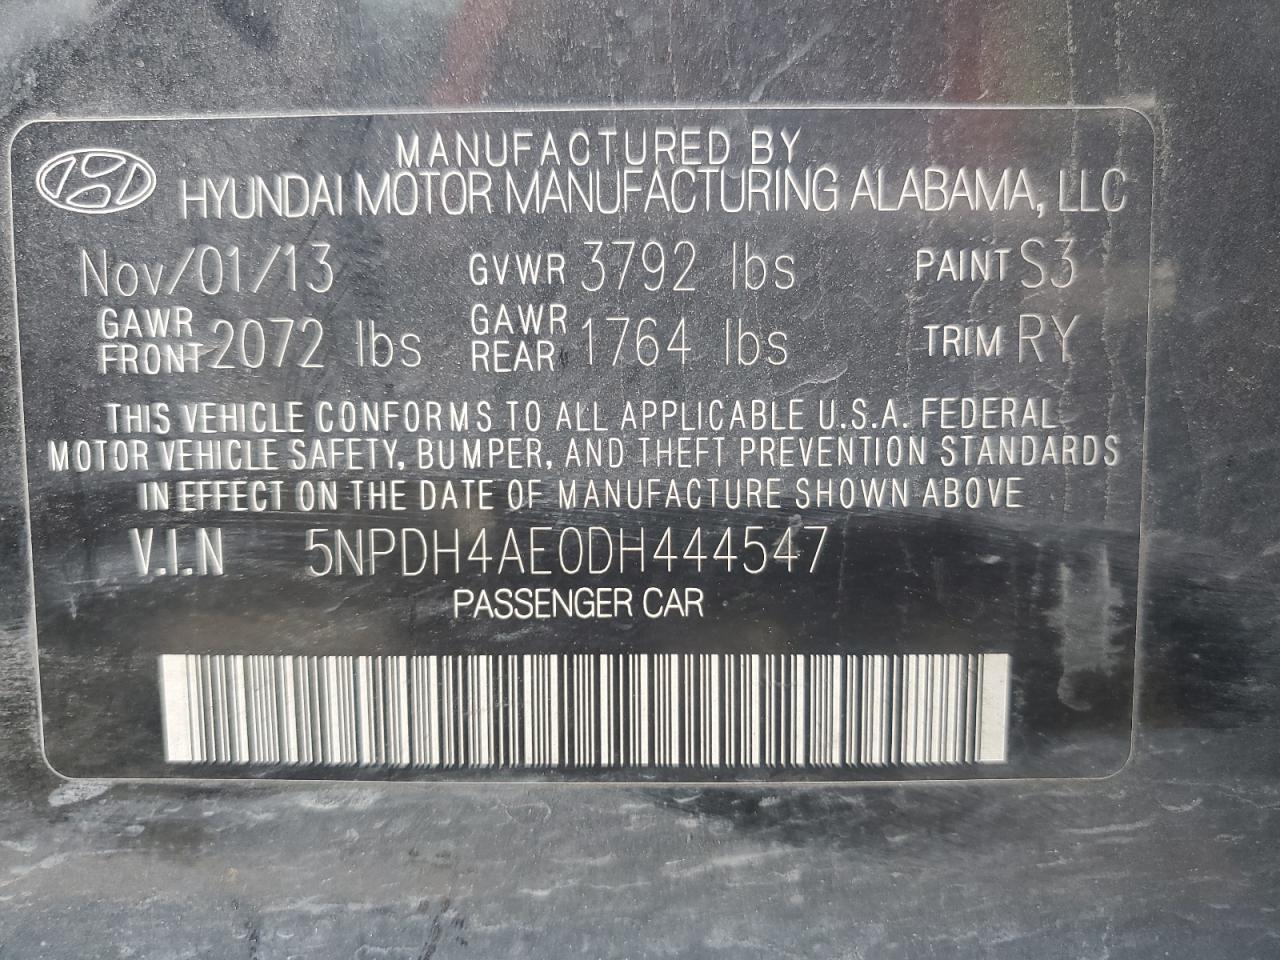 MANUFACTURED BY
HYUNDAI MOTOR MANUFACTURING ALABAMA, LLC
Nov/01/13 GVWR 3792 lbs PAINT S3
GAWR FRONT 2072 lbs GAWR REAR 1764 lbs TRIM RY
THIS VEHICLE CONFORMS TO ALL APPLICABLE U.S.A. FEDERAL
MOTOR VEHICLE SAFETY, BUMPER, AND THEFT PREVENTION STANDARDS
IN EFFECT ON THE DATE OF MANUFACTURE SHOWN ABOVE
V.I.N 5NPDH4AE0DH444547
PASSENGER CAR